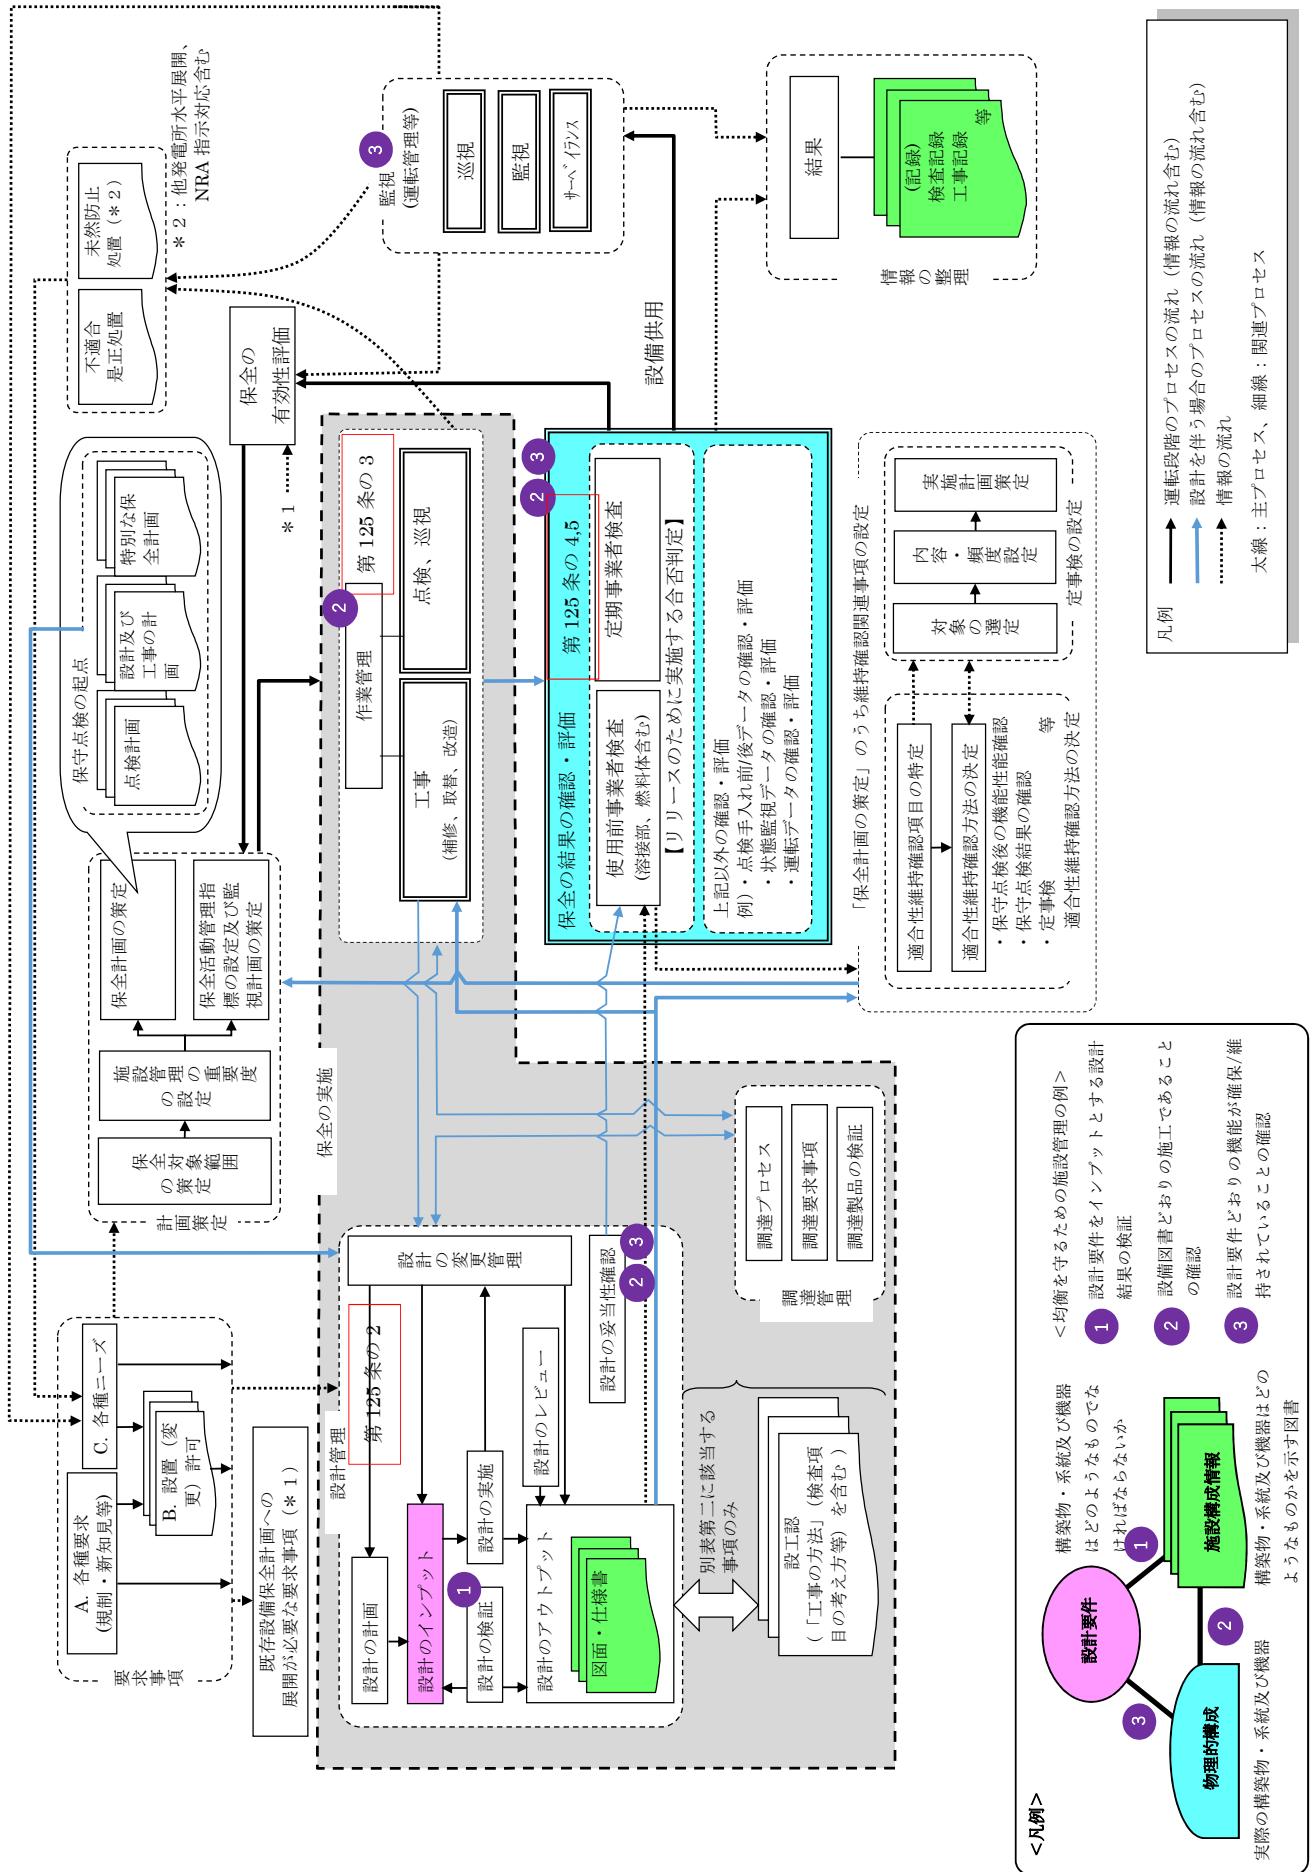 要求事項
A. 各種要求
(規制・新知見等)
C. 各種ニーズ
B. 設置（変
更）許可
既存設備保全計画への
展開が必要な要求事項（＊1）
計画策定
保全対象範囲
の策定
施設管理の重要度
の設定
保全計画の策定
保全活動管理指
標の設定及び監
視計画の策定
保守点検の起点
点検計画
設計及び
工事の計
画
特別な保
全計画
不適合
是正処置
未然防止
処置（＊2）
＊2：他発電所水平展開、
NRA 指示対応含む
保全の
有効性評価
＊1
監視
(運転管理等)
3
巡視
監視
サーベイランス
結果
(記録)
検査記録
工事記録
等
情報の整理
保全の実施
設計管理
第 125 条の 2
設計の変更管理
設計の計画
設計のインプット
設計の検証
1
設計の実施
設計のレビュー
設計のアウトプット
図面・仕様書
設計の妥当性確認
2
3
別表第二に該当する
事項のみ
設工認
（「工事の方法」（検査項
目の考え方等）を含む）
調達管理
調達プロセス
調達要求事項
調達製品の検証
作業管理
2
第 125 条の 3
工事
(補修、取替、改造)
点検、巡視
保全の結果の確認・評価
第 125 条の 4,5
2
3
使用前事業者検査
(溶接部、燃料体含む)
定期事業者検査
【リリースのために実施する合否判定】
上記以外の確認・評価
例）・点検手入れ前/後データの確認・評価
・状態監視データの確認・評価
・運転データの確認・評価
設備供用
「保全計画の策定」のうち維持確認関連事項の設定
適合性維持確認項目の特定
適合性維持確認方法の決定
・保守点検後の機能性能確認
・保守点検結果の確認
・定事検
等
適合性維持確認方法の決定
対象の選定
内容・頻度設定
実施計画策定
定事検の設定
凡例
運転段階のプロセスの流れ（情報の流れ含む）
設計を伴う場合のプロセスの流れ（情報の流れ含む）
情報の流れ
太線：主プロセス、細線：関連プロセス
＜凡例＞
設計要件
構築物・系統及び機器
はどのようなものでな
ければならないか
1
3
2
物理的構成
実際の構築物・系統及び機器
施設構成情報
構築物・系統及び機器はどの
ようなものかを示す図書
＜均衡を守るための施設管理の例＞
1
設計要件をインプットとする設計
結果の検証
2
設備図書どおりの施工であること
の確認
3
設計要件どおりの機能が確保/維
持されていることの確認